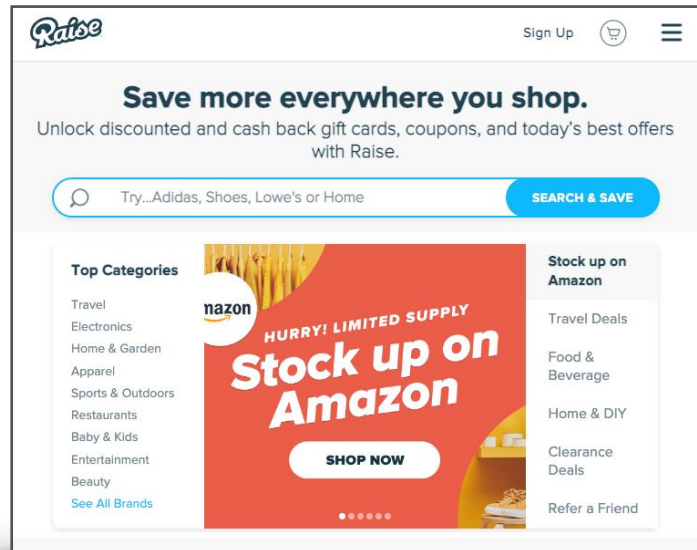 Raise
Sign Up
Save more everywhere you shop.
Unlock discounted and cash back gift cards, coupons, and today's best offers
with Raise.
Try...Adidas, Shoes, Lowe's or Home
SEARCH & SAVE
Top Categories
Travel
Electronics
Home & Garden
Apparel
Sports & Outdoors
Restaurants
Baby & Kids
Entertainment
Beauty
See All Brands
mazon
HURRY! LIMITED SUPPLY
Stock up on
Amazon
SHOP NOW
Stock up on
Amazon
Travel Deals
Food &
Beverage
Home & DIY
Clearance
Deals
Refer a Friend